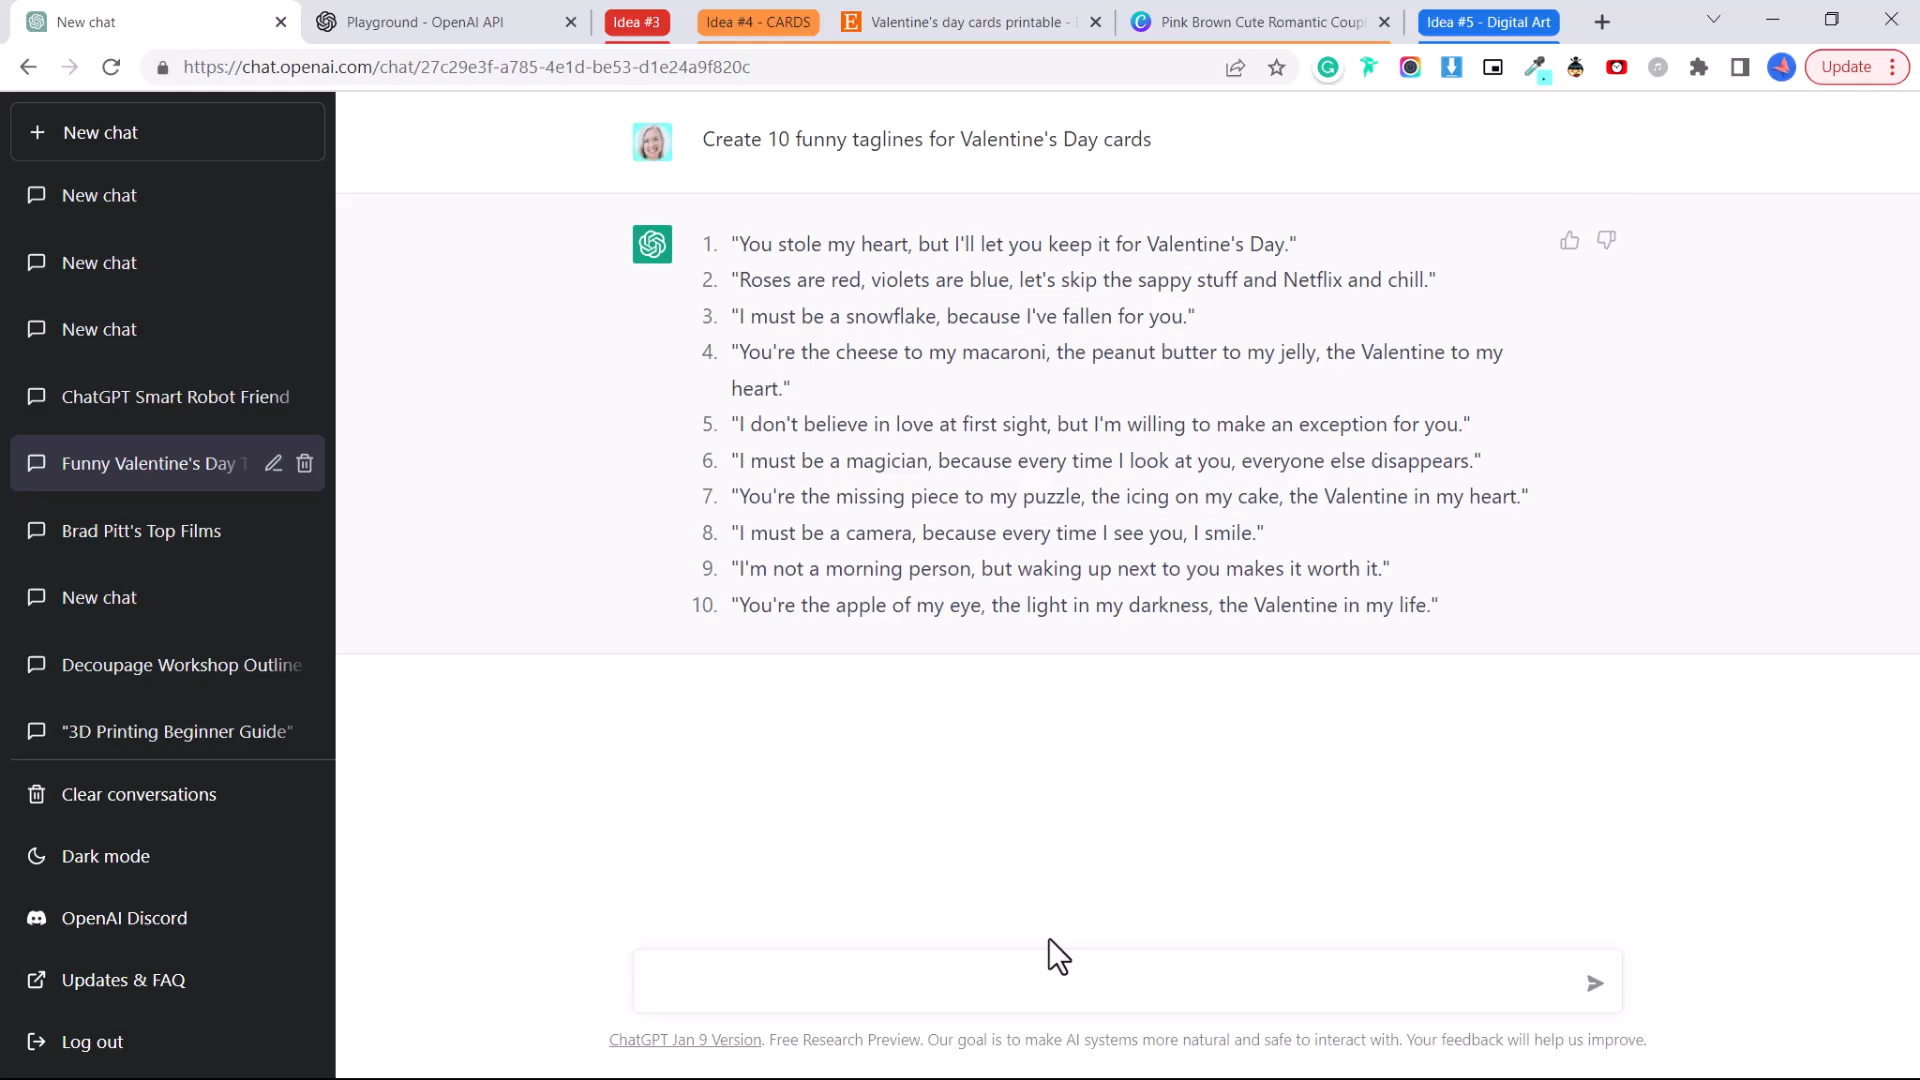 New chat
Playground - OpenAI API
Idea #3
Idea #4 - CARDS
Valentine's day cards printable -
Pink Brown Cute Romantic Coupl
Idea #5 - Digital Art
https://chat.openai.com/chat/27c29e3f-a785-4e1d-be53-d1e24a9f820c
Update
New chat
New chat
New chat
New chat
ChatGPT Smart Robot Friend
Funny Valentine's Day T
Brad Pitt's Top Films
New chat
Decoupage Workshop Outline
"3D Printing Beginner Guide"
Clear conversations
Dark mode
OpenAI Discord
Updates & FAQ
Log out
Create 10 funny taglines for Valentine's Day cards
1. "You stole my heart, but I'll let you keep it for Valentine's Day."
2. "Roses are red, violets are blue, let's skip the sappy stuff and Netflix and chill."
3. "I must be a snowflake, because I've fallen for you."
4. "You're the cheese to my macaroni, the peanut butter to my jelly, the Valentine to my
heart."
5. "I don't believe in love at first sight, but I'm willing to make an exception for you."
6. "I must be a magician, because every time I look at you, everyone else disappears."
7. "You're the missing piece to my puzzle, the icing on my cake, the Valentine in my heart."
8. "I must be a camera, because every time I see you, I smile."
9. "I'm not a morning person, but waking up next to you makes it worth it."
10. "You're the apple of my eye, the light in my darkness, the Valentine in my life."
ChatGPT Jan 9 Version. Free Research Preview. Our goal is to make AI systems more natural and safe to interact with. Your feedback will help us improve.